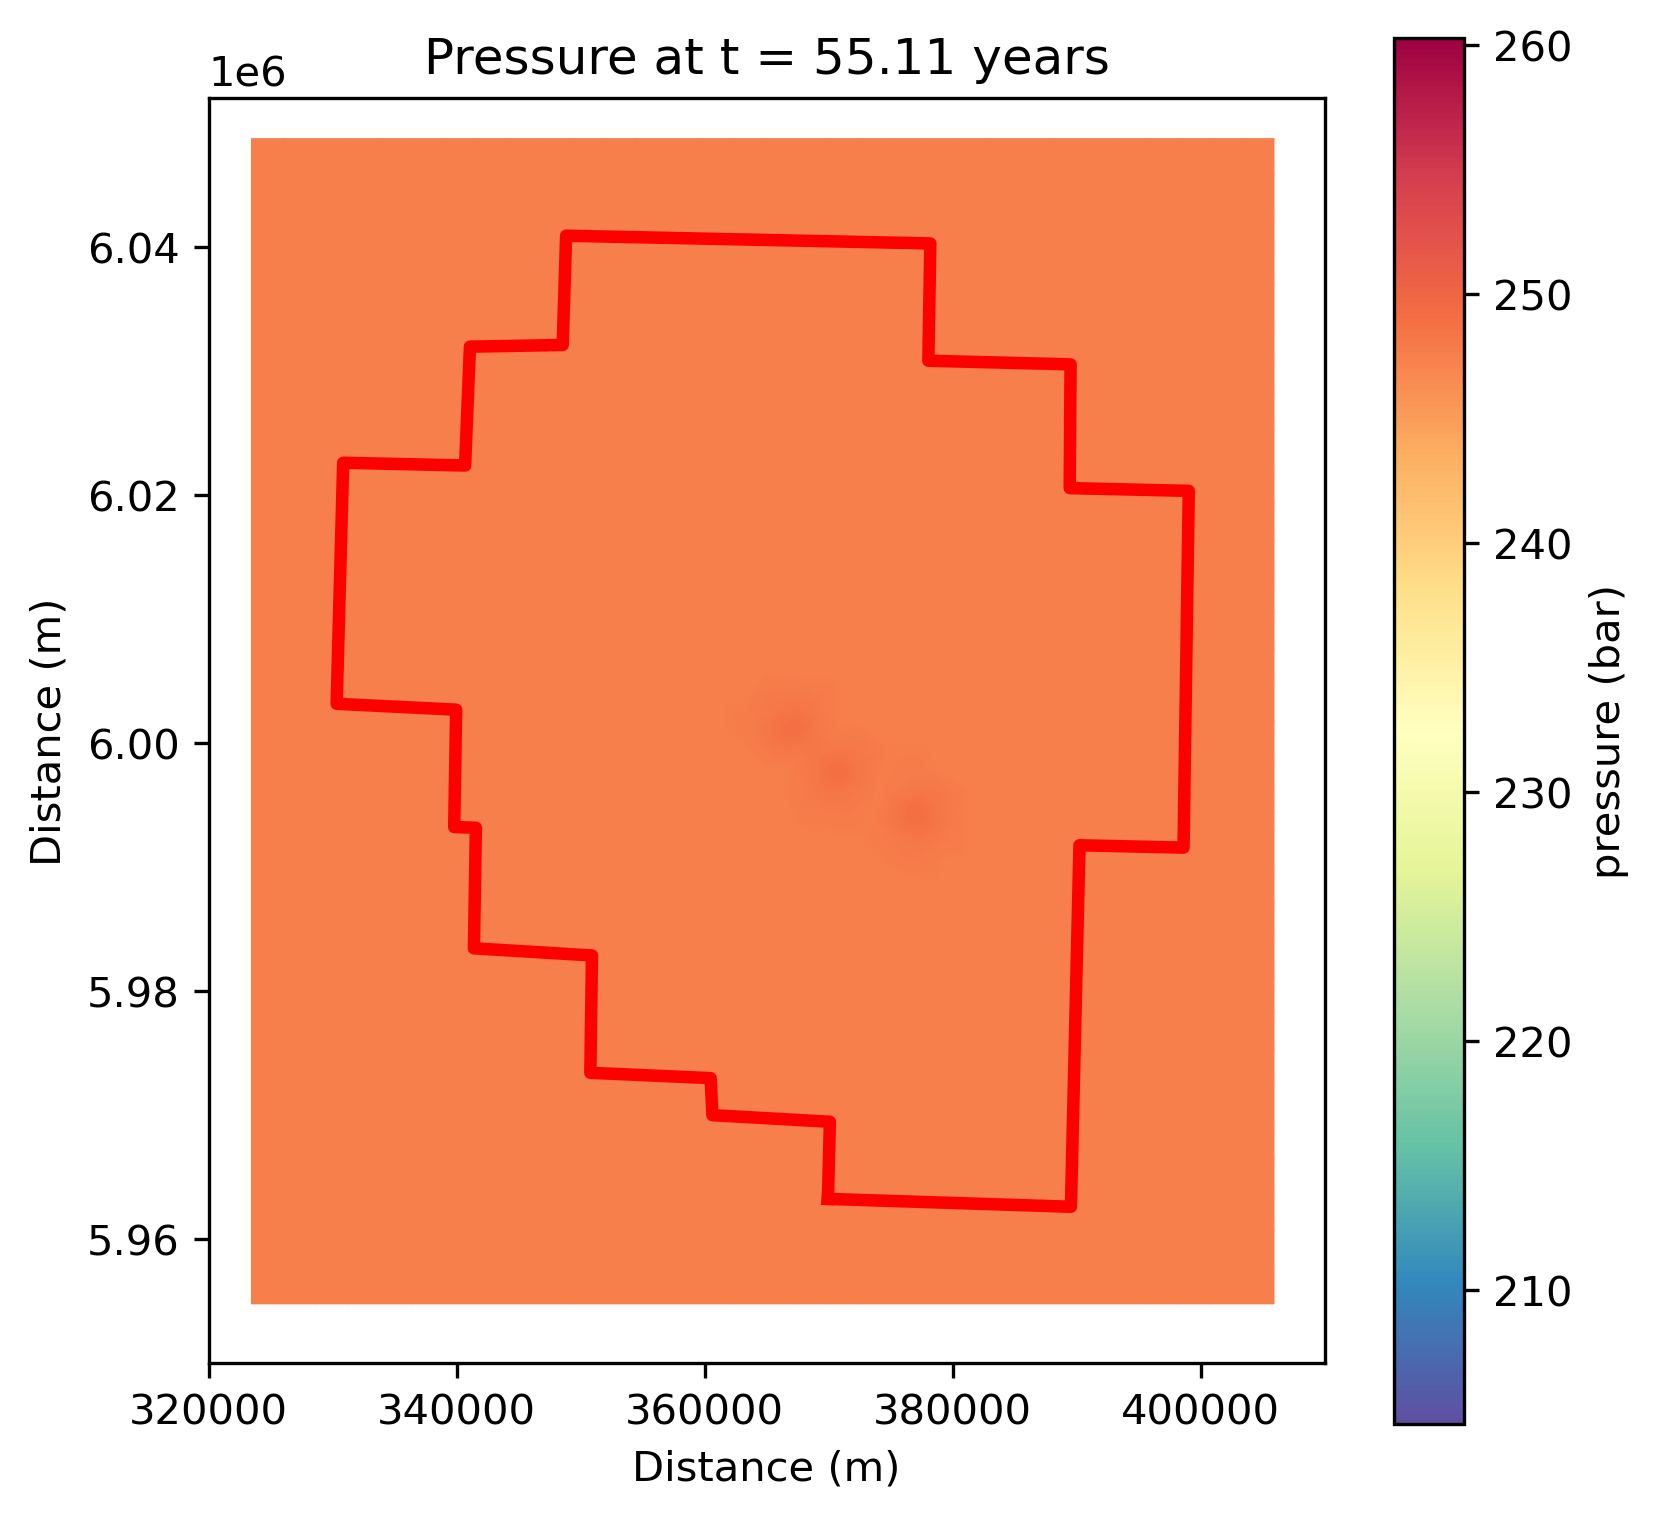 Pressure at t = 55.11 years
1e6
6.04
6.02
6.00
5.98
5.96
Distance (m)
320000 340000 360000 380000 400000
Distance (m)
260
250
240
230
220
210
pressure (bar)